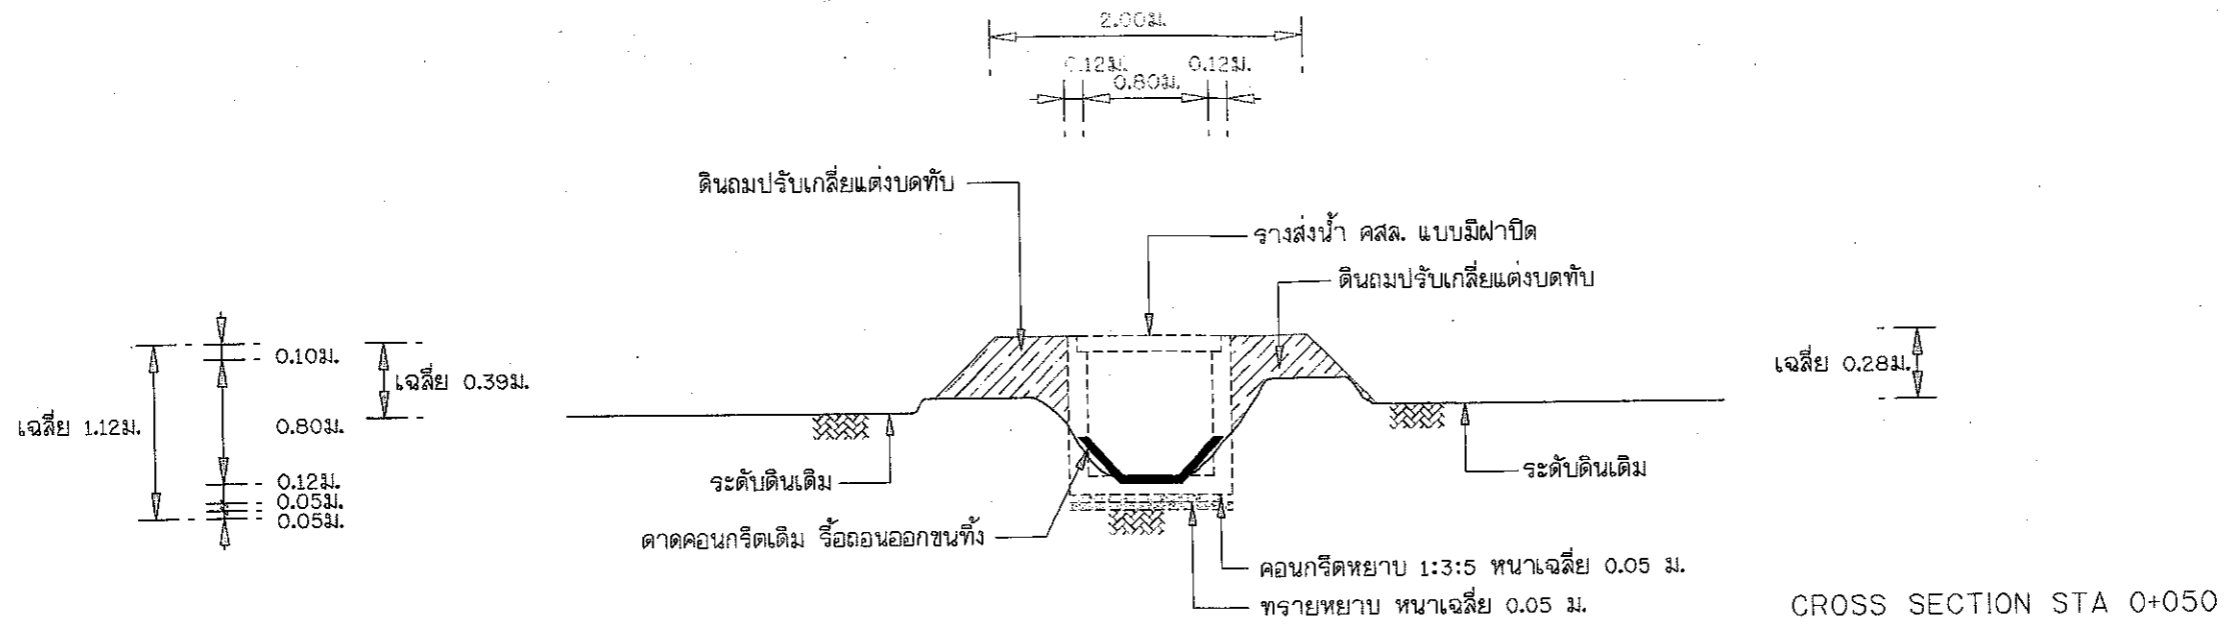 2.00ม.
0.12ม. 0.12ม.
0.80ม.
ดินถมปรับเกลี่ยแต่งบดทับ
รางส่งน้ำ คสล. แบบมีฝาปิด
ดินถมปรับเกลี่ยแต่งบดทับ
0.10ม.
เฉลี่ย 0.39ม.
เฉลี่ย 0.28ม.
เฉลี่ย 1.12ม.
0.80ม.
0.12ม.
0.05ม.
0.05ม.
ระดับดินเดิม
ระดับดินเดิม
ดาดคอนกรีตเดิม รื้อถอนออกขนทิ้ง
คอนกรีตหยาบ 1:3:5 หนาเฉลี่ย 0.05 ม.
ทรายหยาบ หนาเฉลี่ย 0.05 ม.
CROSS SECTION STA 0+050